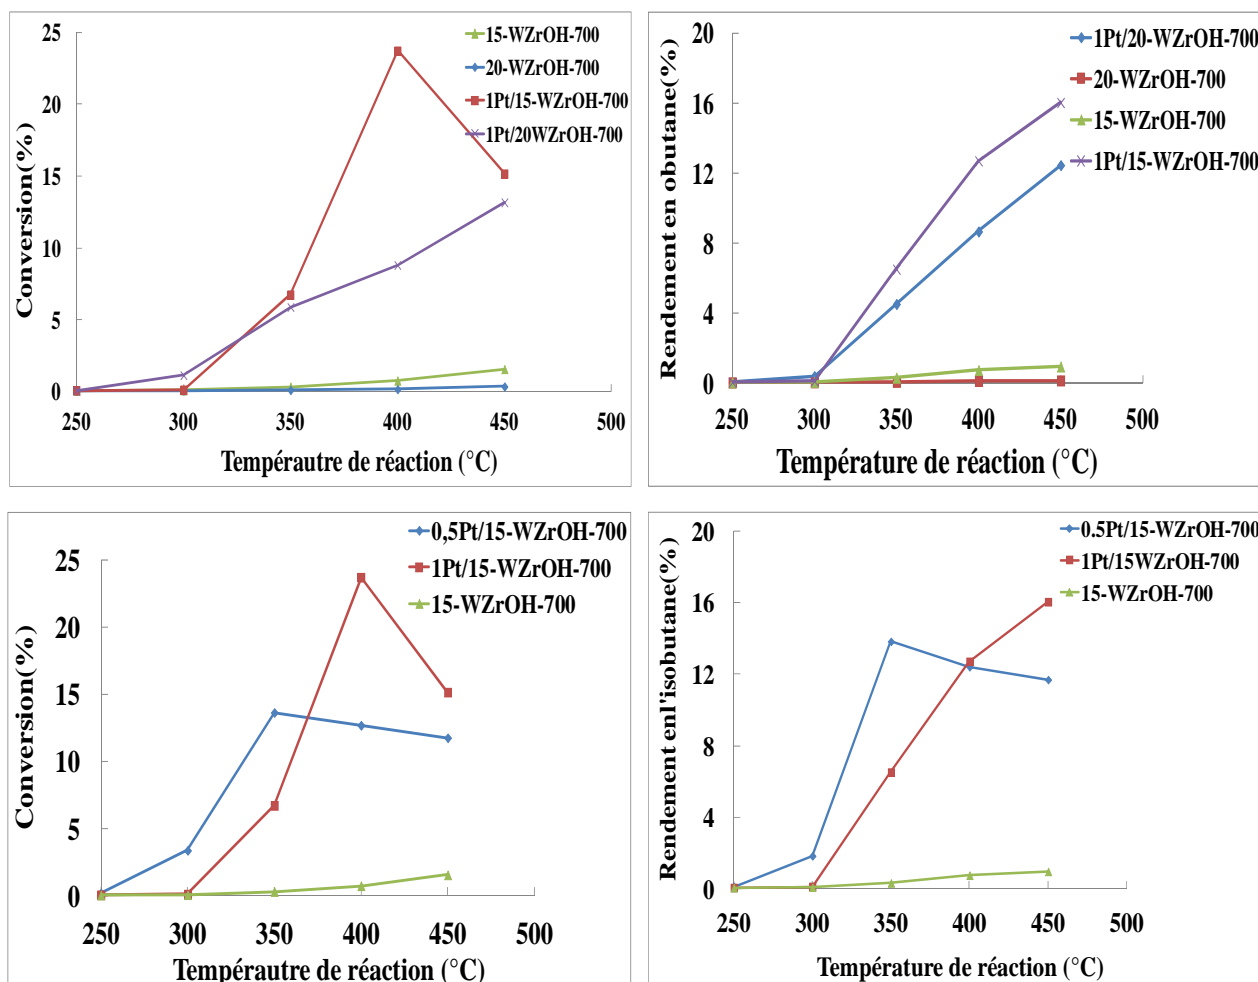 25
20
15
10
5
0
250 300 350 400 450 500
Conversion(%)
Tempérautre de réaction (°C)
15-WZrOH-700
20-WZrOH-700
1Pt/15-WZrOH-700
1Pt/20WZrOH-700
20
16
12
8
4
0
250 300 350 400 450 500
Rendement en obutane(%)
Température de réaction (°C)
1Pt/20-WZrOH-700
20-WZrOH-700
15-WZrOH-700
1Pt/15-WZrOH-700
25
20
15
10
5
0
250 300 350 400 450 500
Conversion(%)
Tempérautre de réaction (°C)
0,5Pt/15-WZrOH-700
1Pt/15-WZrOH-700
15-WZrOH-700
20
16
12
8
4
0
250 300 350 400 450 500
Rendement enl'isobutane(%)
Température de réaction (°C)
0.5Pt/15-WZrOH-700
1Pt/15WZrOH-700
15-WZrOH-700